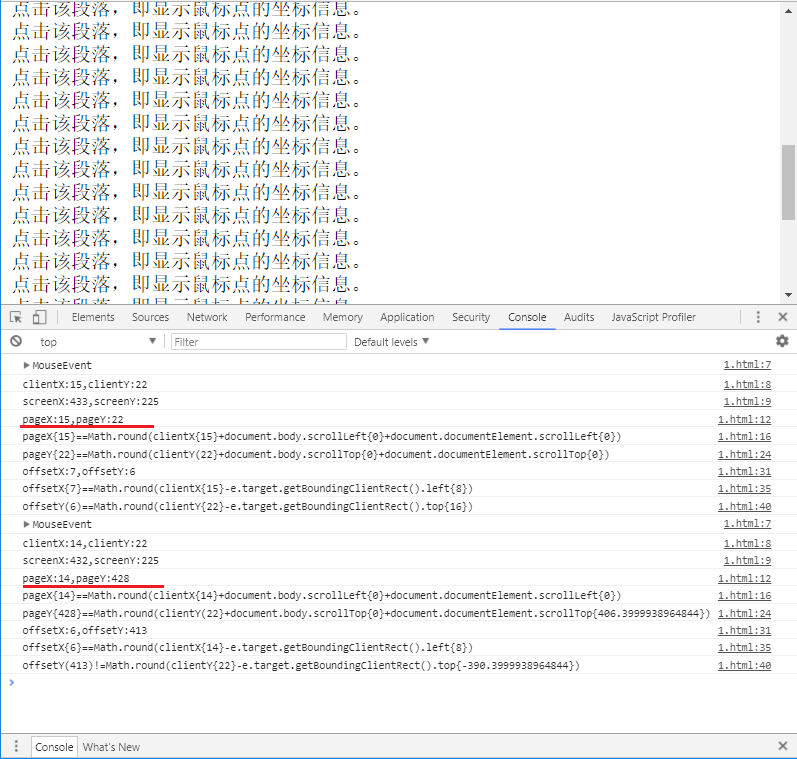 点击该段落，即显示鼠标点的坐标信息。
点击该段落，即显示鼠标点的坐标信息。
点击该段落，即显示鼠标点的坐标信息。
点击该段落，即显示鼠标点的坐标信息。
点击该段落，即显示鼠标点的坐标信息。
点击该段落，即显示鼠标点的坐标信息。
点击该段落，即显示鼠标点的坐标信息。
点击该段落，即显示鼠标点的坐标信息。
点击该段落，即显示鼠标点的坐标信息。
点击该段落，即显示鼠标点的坐标信息。
点击该段落，即显示鼠标点的坐标信息。
点击该段落，即显示鼠标点的坐标信息。
点击该段落，即显示鼠标点的坐标信息。
点击该段落，即显示鼠标点的坐标信息。
Elements Sources Network Performance Memory Application Security Console Audits JavaScript Profiler
top Filter Default levels
MouseEvent 1.html:7
clientX:15,clientY:22 1.html:8
screenX:433,screenY:225 1.html:9
pageX:15,pageY:22 1.html:12
pageX{15}==Math.round(clientX{15}+document.body.scrollLeft{0}+document.documentElement.scrollLeft{0}) 1.html:16
pageY{22}==Math.round(clientY(22}+document.body.scrollTop{0}+document.documentElement.scrollTop{0}) 1.html:24
offsetX:7,offsetY:6 1.html:31
offsetX{7}==Math.round(clientX{15}-e.target.getBoundingClientRect().left{8}) 1.html:35
offsetY(6)==Math.round(clientY{22}-e.target.getBoundingClientRect().top{16}) 1.html:40
MouseEvent 1.html:7
clientX:14,clientY:22 1.html:8
screenX:432,screenY:225 1.html:9
pageX:14,pageY:428 1.html:12
pageX{14}==Math.round(clientX{14}+document.body.scrollLeft{0}+document.documentElement.scrollLeft{0}) 1.html:16
pageY{428}==Math.round(clientY(22}+document.body.scrollTop{0}+document.documentElement.scrollTop{406.3999938964844}) 1.html:24
offsetX:6,offsetY:413 1.html:31
offsetX{6}==Math.round(clientX{14}-e.target.getBoundingClientRect().left{8}) 1.html:35
offsetY(413)!=Math.round(clientY{22}-e.target.getBoundingClientRect().top{-390.3999938964844}) 1.html:40
Console What's New